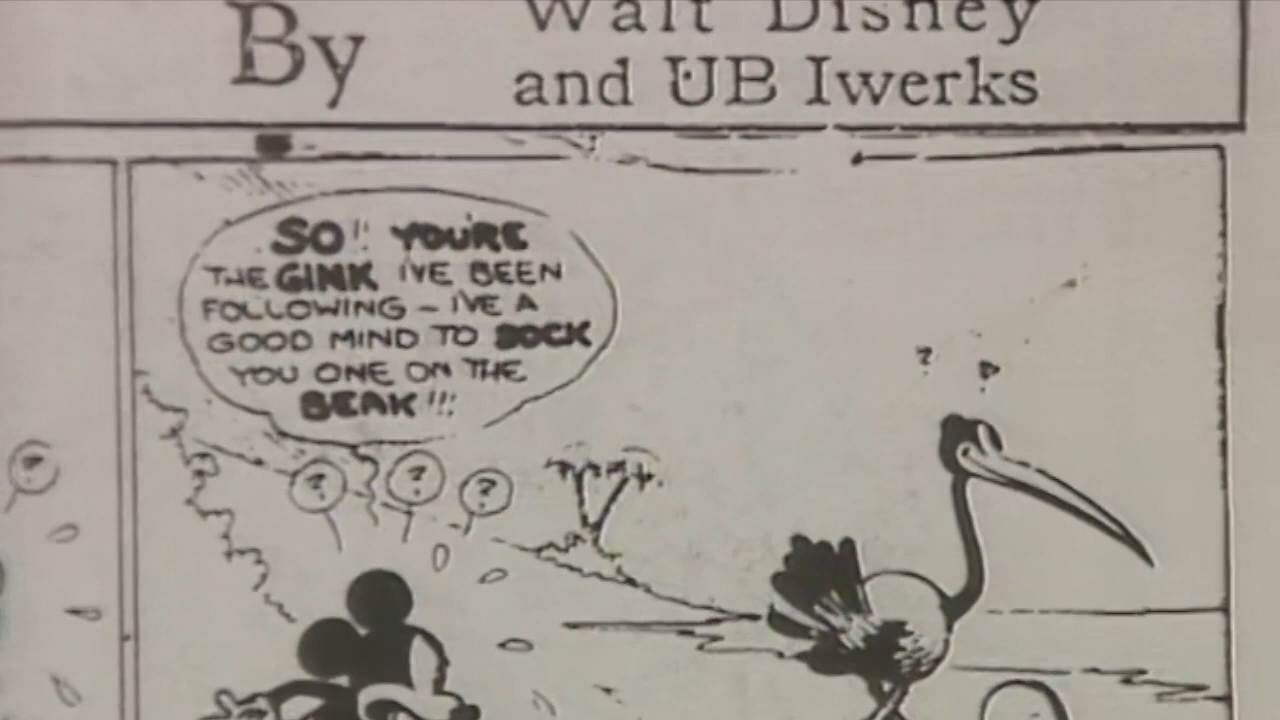 By Walt Disney
and UB Iwerks
SO!! YOU'RE
THE GINK I'VE BEEN
FOLLOWING – I'VE A
GOOD MIND TO SOCK
YOU ONE ON THE
BEAK!!!
? ?
? ? ? ?